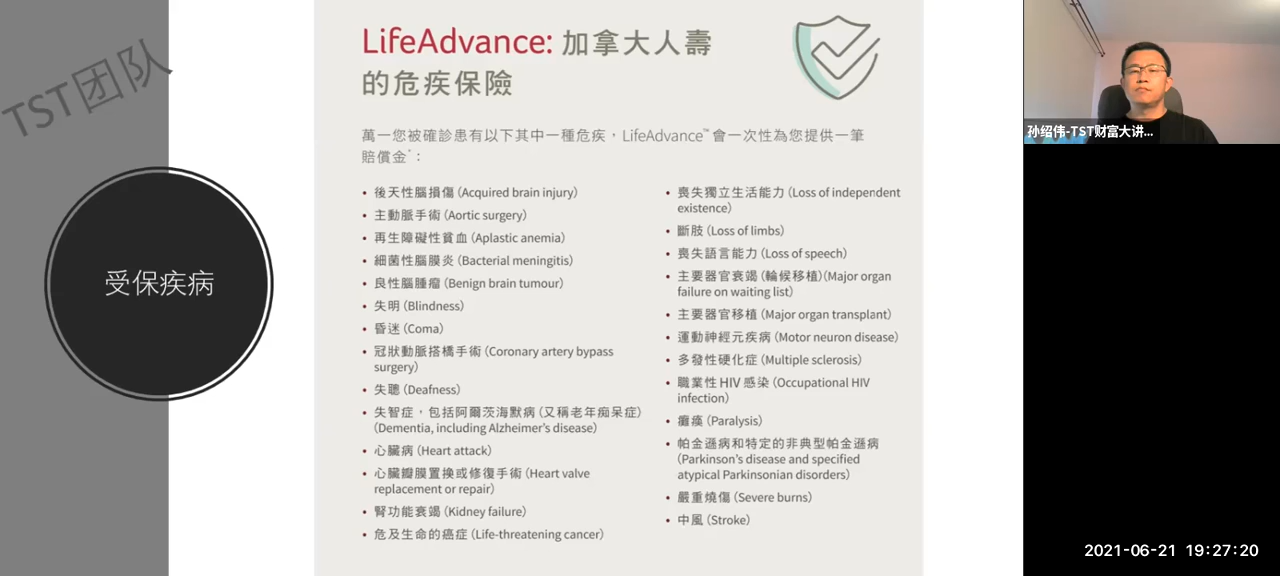 TST团队
受保疾病
LifeAdvance: 加拿大人壽
的危疾保險
萬一您被確診患有以下其中一種危疾，LifeAdvance™ 會一次性為您提供一筆
賠償金*：
• 後天性腦損傷 (Acquired brain injury)
• 主動脈手術 (Aortic surgery)
• 再生障礙性貧血 (Aplastic anemia)
• 細菌性腦膜炎 (Bacterial meningitis)
• 良性腦腫瘤 (Benign brain tumour)
• 失明 (Blindness)
• 昏迷 (Coma)
• 冠狀動脈搭橋手術 (Coronary artery bypass
surgery)
• 失聰 (Deafness)
• 失智症，包括阿爾茨海默病 (又稱老年痴呆症)
(Dementia, including Alzheimer's disease)
• 心臟病 (Heart attack)
• 心臟瓣膜置換或修復手術 (Heart valve
replacement or repair)
• 腎功能衰竭 (Kidney failure)
• 危及生命的癌症 (Life-threatening cancer)
• 喪失獨立生活能力 (Loss of independent
existence)
• 斷肢 (Loss of limbs)
• 喪失語言能力 (Loss of speech)
• 主要器官衰竭 (輪候移植)(Major organ
failure on waiting list)
• 主要器官移植 (Major organ transplant)
• 運動神經元疾病 (Motor neuron disease)
• 多發性硬化症 (Multiple sclerosis)
• 職業性 HIV 感染 (Occupational HIV
infection)
• 癱瘓 (Paralysis)
• 帕金遜病和特定的非典型帕金遜病
(Parkinson's disease and specified
atypical Parkinsonian disorders)
• 嚴重燒傷 (Severe burns)
• 中風 (Stroke)
孙绍伟-TST财富大讲...
2021-06-21 19:27:20